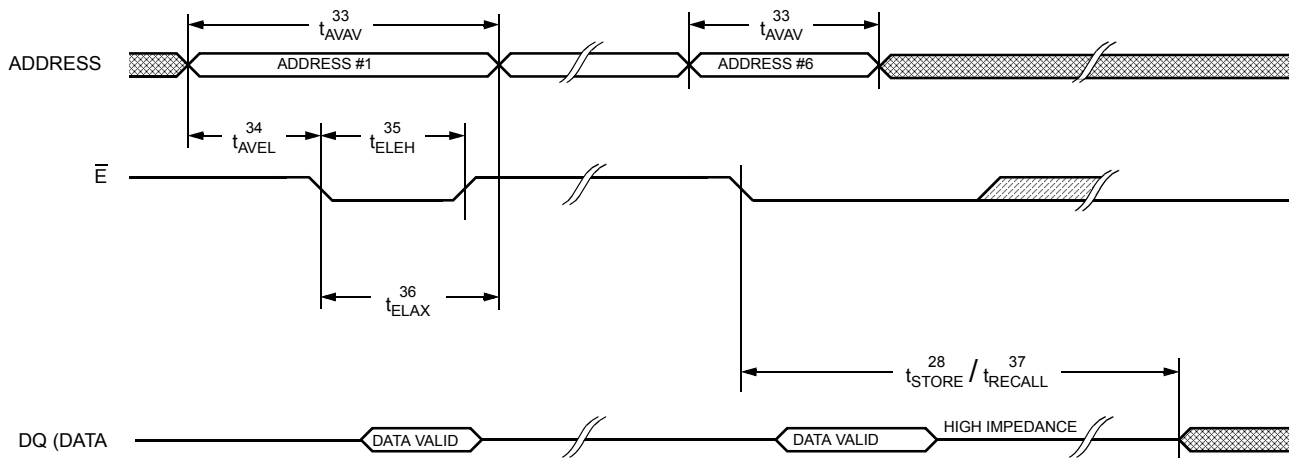 33 33
tAVAV tAVAV
ADDRESS ADDRESS #1 ADDRESS #6
34 35
tAVEL tELEH
E
36
tELAX
28 37
tSTORE / tRECALL
DQ (DATA DATA VALID DATA VALID HIGH IMPEDANCE